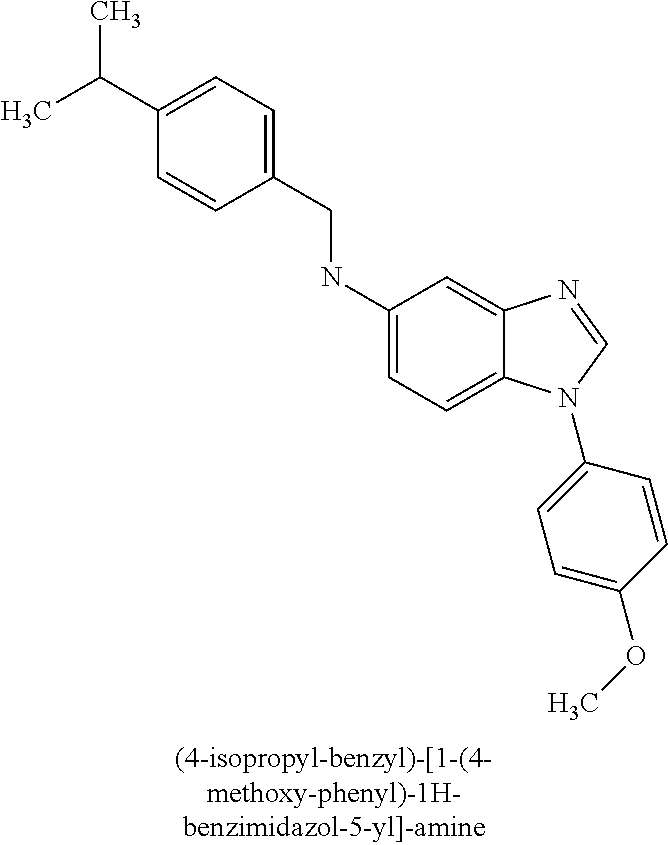 CH₃
H₃C
N
N
N
O
H₃C
(4-isopropyl-benzyl)-[1-(4-
methoxy-phenyl)-1H-
benzimidazol-5-yl]-amine